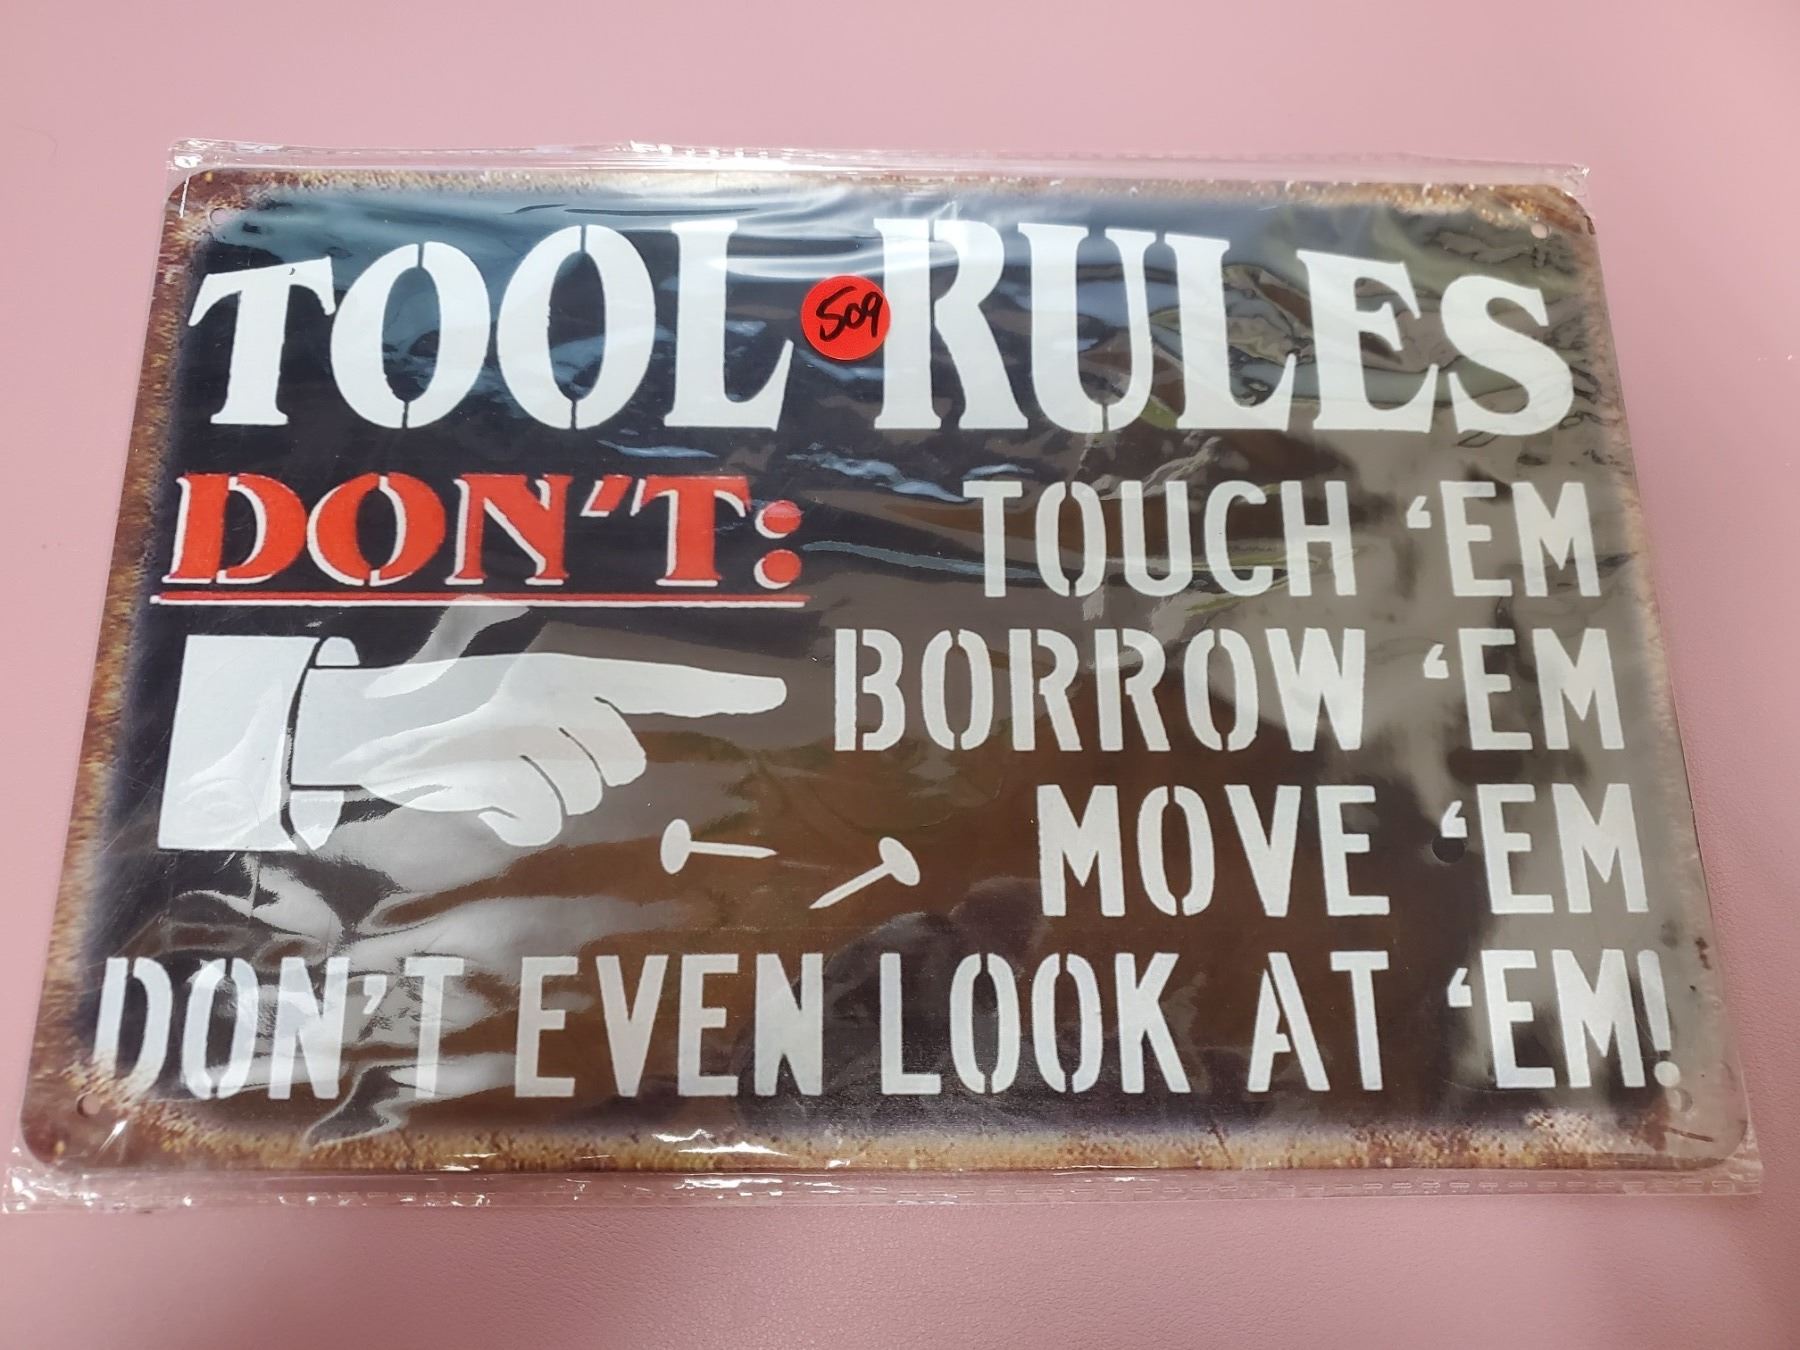 TOOL RULES
509
DON'T:
TOUCH 'EM
BORROW 'EM
MOVE 'EM
DON'T EVEN LOOK AT 'EM!